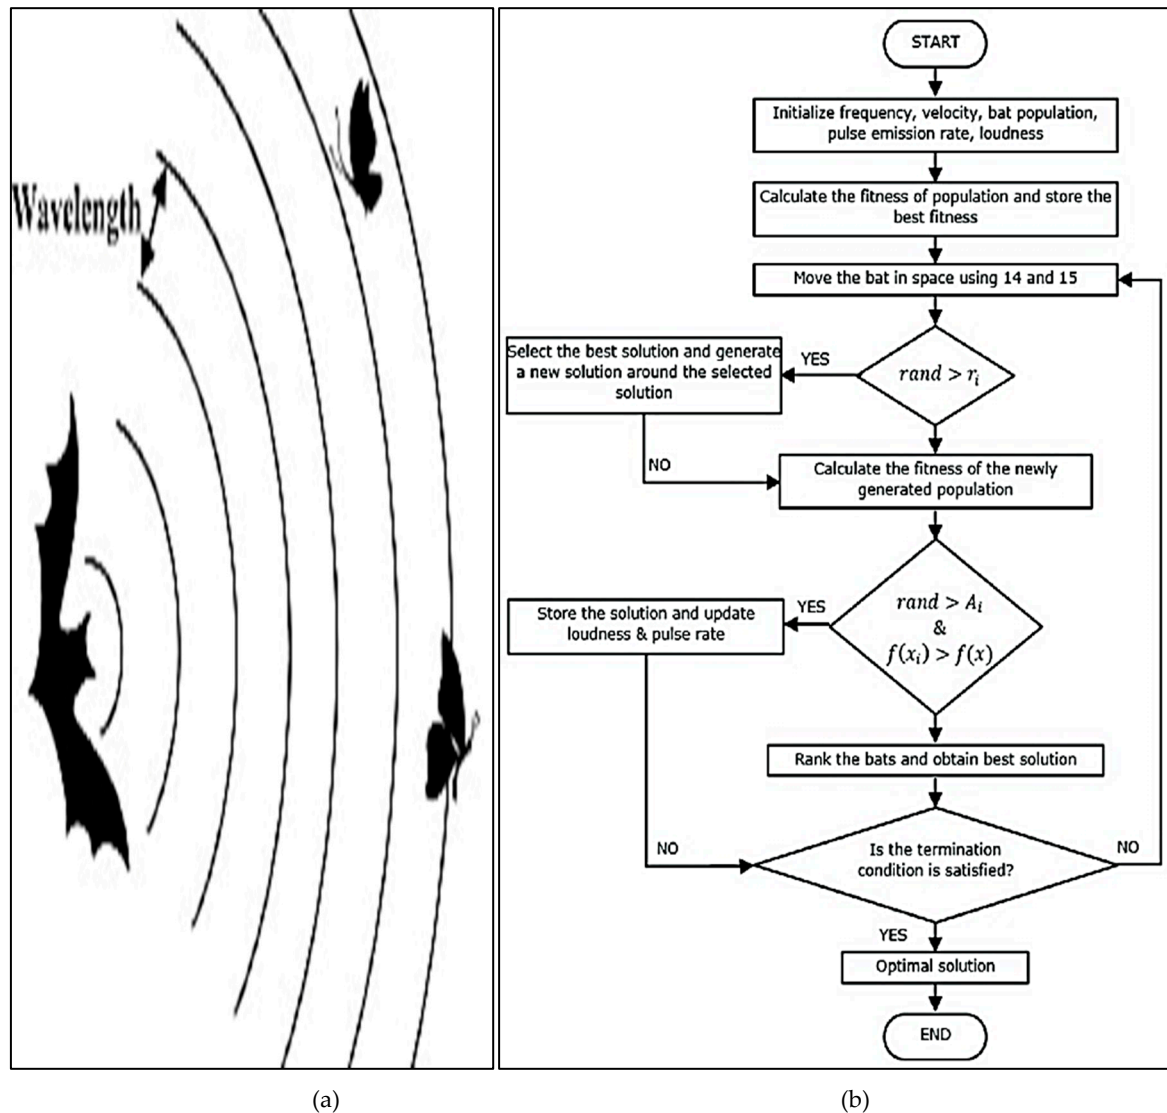 Wavelength
START
Initialize frequency, velocity, bat population,
pulse emission rate, loudness
Calculate the fitness of population and store the
best fitness
Move the bat in space using 14 and 15
Select the best solution and generate
a new solution around the selected
solution
YES
rand > r_i
NO
Calculate the fitness of the newly
generated population
Store the solution and update
loudness & pulse rate
YES
rand > A_i
&
f(x_i) > f(x)
Rank the bats and obtain best solution
NO
Is the termination
condition is satisfied?
NO
YES
Optimal solution
END
(a)
(b)